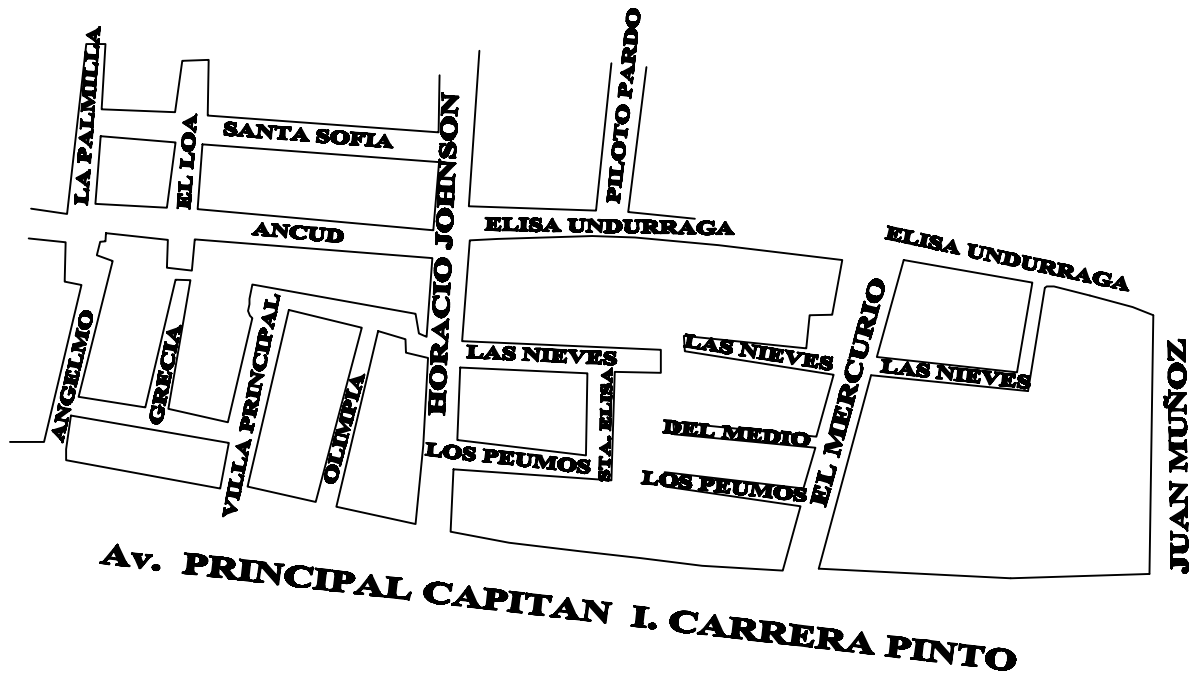 LA PALMILLA
EL LOA
SANTA SOFIA
HORACIO JOHNSON
PILOTO PARDO
ANCUD
ELISA UNDURRAGA
ELISA UNDURRAGA
ANGELMO
GRECIA
VILLA PRINCIPAL
OLIMPIA
LAS NIEVES
STA. ELISA
LAS NIEVES
EL MERCURIO
LAS NIEVES
JUAN MUÑOZ
DEL MEDIO
LOS PEUMOS
LOS PEUMOS
Av. PRINCIPAL CAPITAN I. CARRERA PINTO